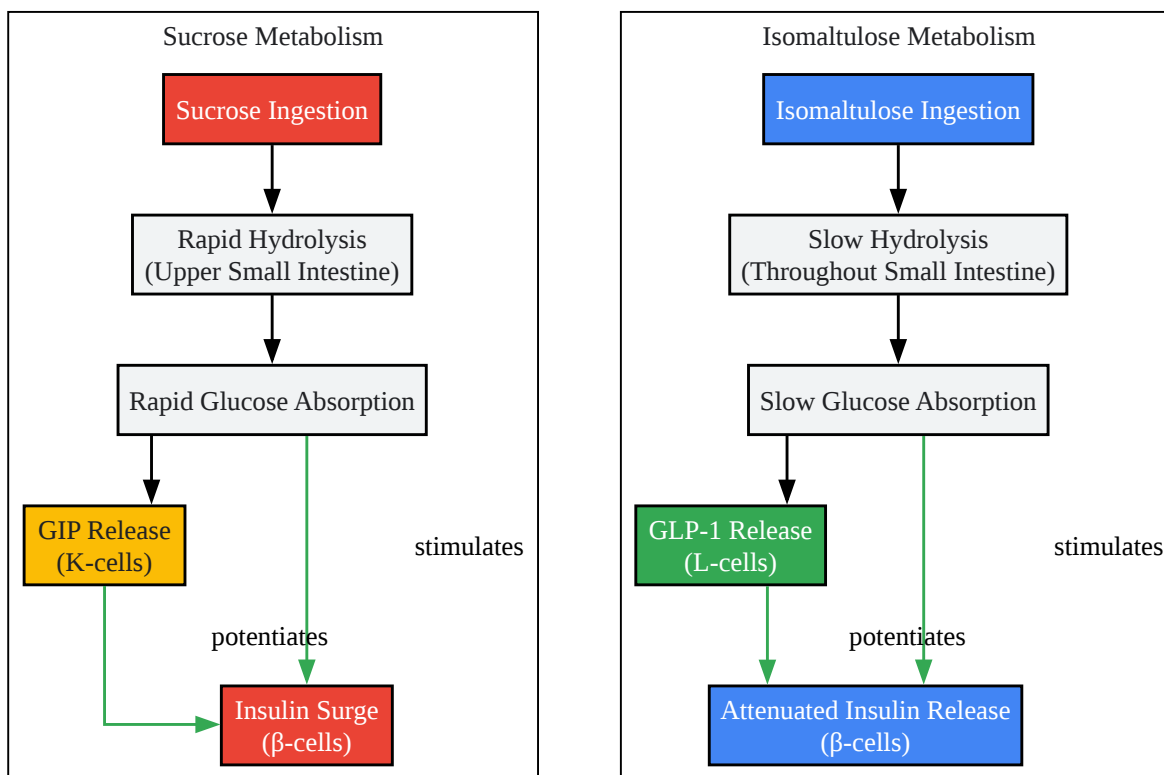 Sucrose Metabolism
Sucrose Ingestion
Rapid Hydrolysis
(Upper Small Intestine)
Rapid Glucose Absorption
GIP Release
(K-cells)
stimulates
potentiates
Insulin Surge
(β-cells)
Isomaltulose Metabolism
Isomaltulose Ingestion
Slow Hydrolysis
(Throughout Small Intestine)
Slow Glucose Absorption
GLP-1 Release
(L-cells)
stimulates
potentiates
Attenuated Insulin Release
(β-cells)